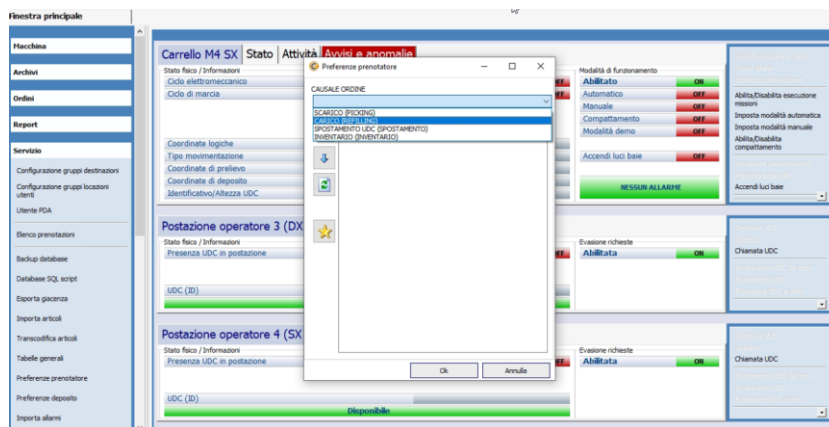 Finestra principale
Macchina
Archivi
Ordini
Report
Servizio
Configurazione gruppi destinazioni
Configurazione gruppi locazioni
utenti
Utente PDA
Elenco prenotazioni
Backup database
Database SQL script
Esporta giacenza
Importa articoli
Transcodifica articoli
Tabelle generali
Preferenze prenotatore
Preferenze deposito
Importa allarmi
Carrello M4 SX Stato Attività Avvisi e anomalie
Stato fisico / Informazioni
Ciclo elettromeccanico
Ciclo di marcia
Coordinate logiche
Tipo movimentazione
Coordinate di prelievo
Coordinate di deposito
Identificativo/Altezza UDC
Modalità di funzionamento
Abilitato ON
Automatico OFF
Manuale OFF
Compattamento OFF
Modalità demo OFF
Accendi luci baie OFF
NESSUN ALLARME
Abilita/Disabilita esecuzione
missioni
Imposta modalità automatica
Imposta modalità manuale
Abilita/Disabilita
compattamento
Accendi luci baie
Preferenze prenotatore
CAUSALE ORDINE
SCARICO (PICKING)
CARICO (REFILLING)
SPOSTAMENTO UDC (SPOSTAMENTO)
INVENTARIO (INVENTARIO)
Ok Annulla
Postazione operatore 3 (DX
Stato fisico / Informazioni
Presenza UDC in postazione
UDC (ID)
Evasione richieste
Abilitata ON
Chiamata UDC
Postazione operatore 4 (SX
Stato fisico / Informazioni
Presenza UDC in postazione
UDC (ID)
Disponibile
Evasione richieste
Abilitata ON
Chiamata UDC